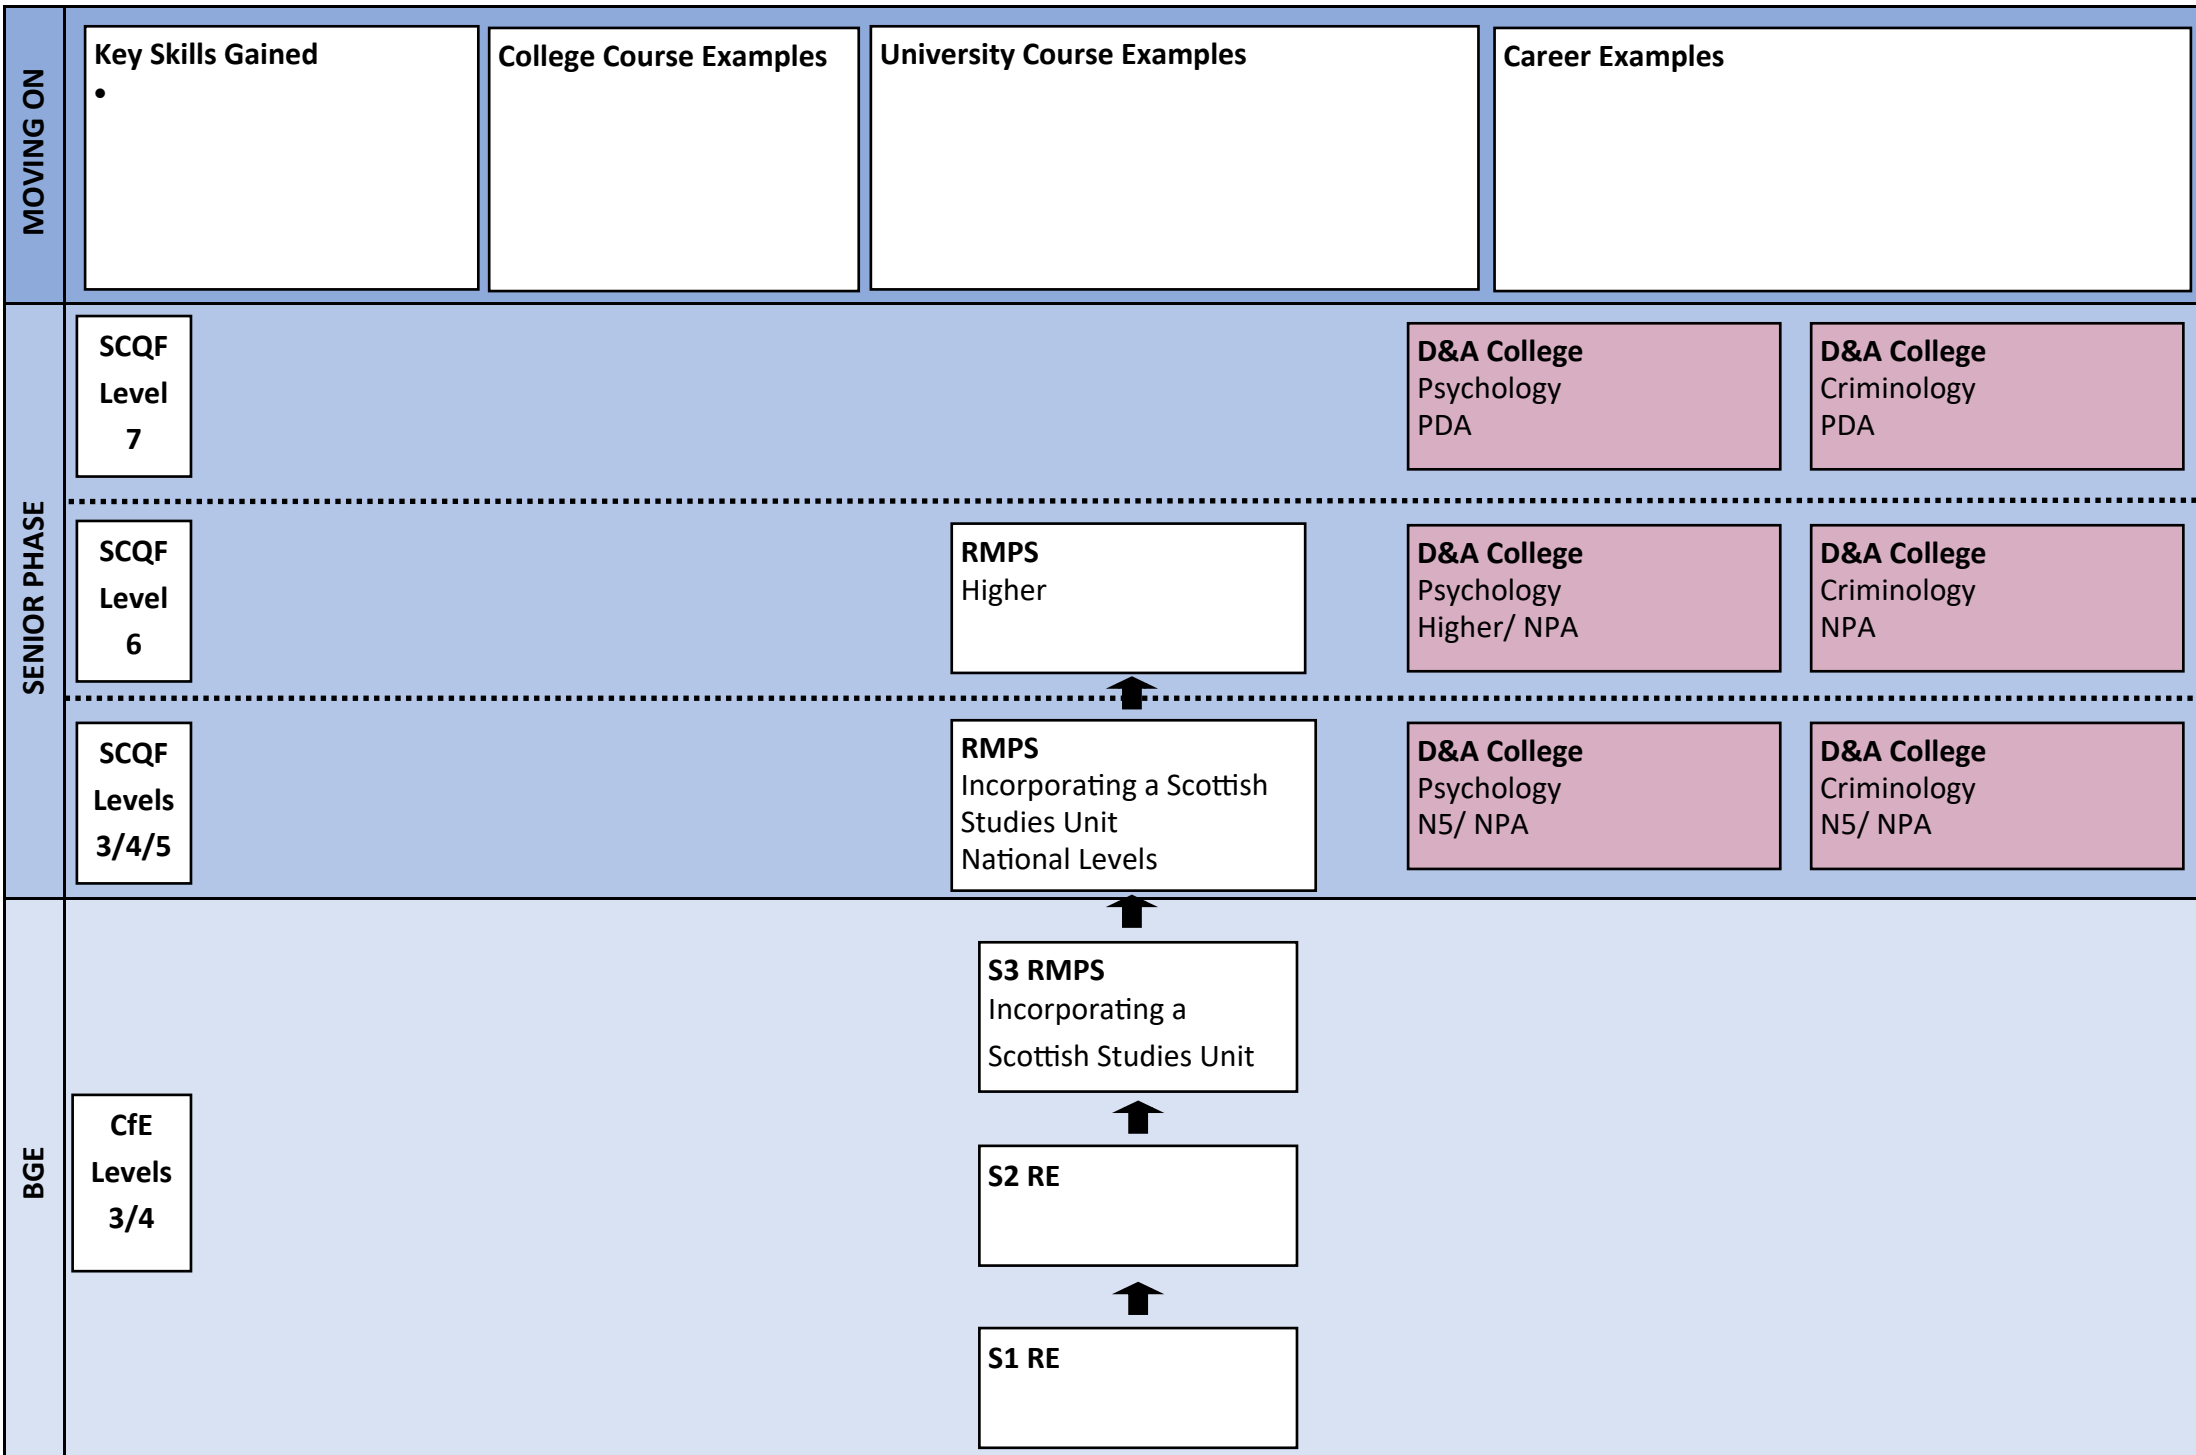 MOVING ON
Key Skills Gained
•
College Course Examples
University Course Examples
Career Examples
SENIOR PHASE
SCQF
Level
7
D&A College
Psychology
PDA
D&A College
Criminology
PDA
SCQF
Level
6
RMPS
Higher
D&A College
Psychology
Higher/ NPA
D&A College
Criminology
NPA
SCQF
Levels
3/4/5
RMPS
Incorporating a Scottish
Studies Unit
National Levels
D&A College
Psychology
N5/ NPA
D&A College
Criminology
N5/ NPA
BGE
CfE
Levels
3/4
S3 RMPS
Incorporating a
Scottish Studies Unit
S2 RE
S1 RE